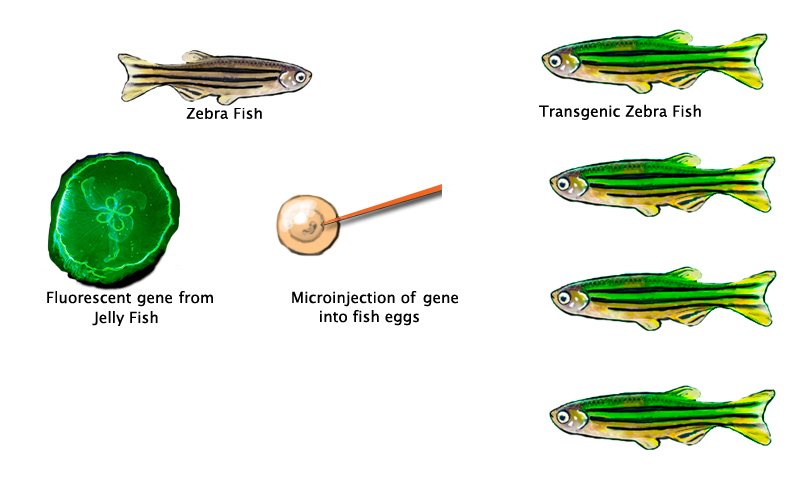 Zebra Fish
Transgenic Zebra Fish
Fluorescent gene from
Jelly Fish
Microinjection of gene
into fish eggs